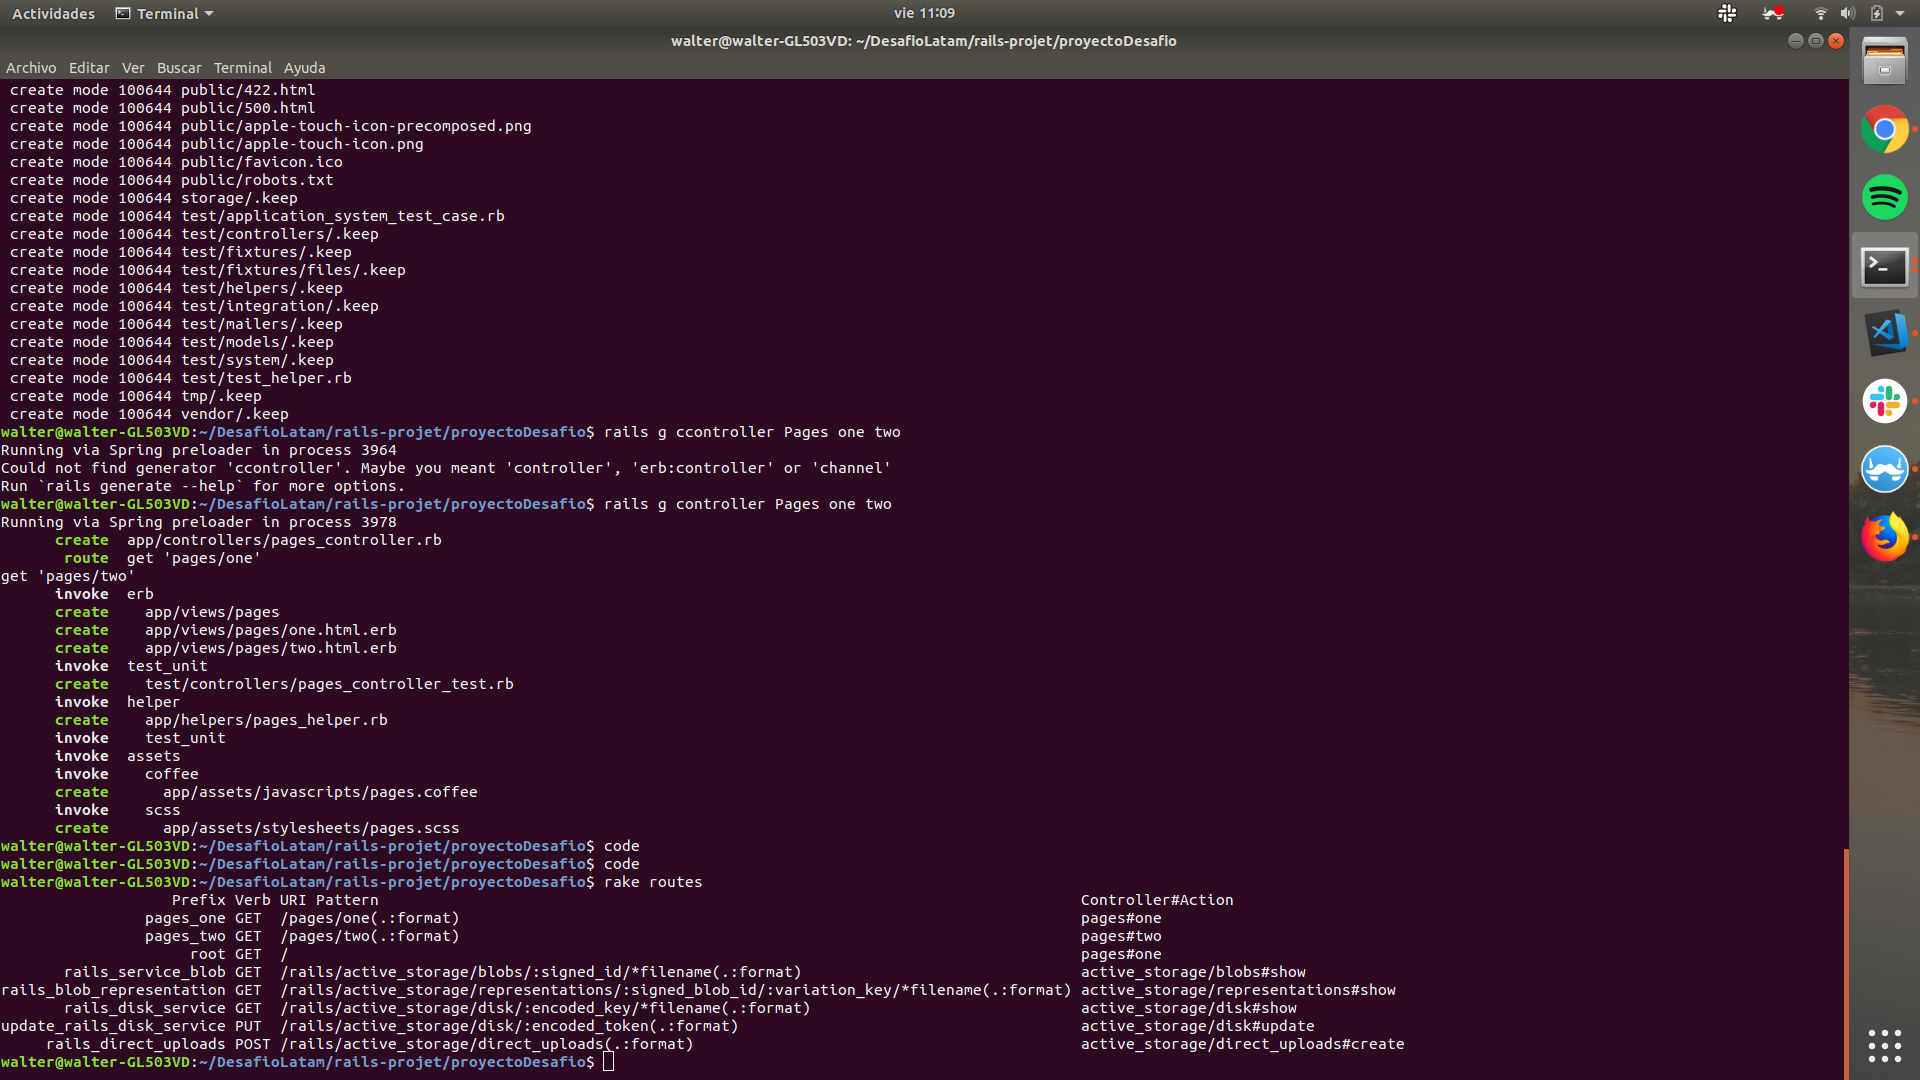 Actividades Terminal vie 11:09
walter@walter-GL503VD: ~/DesafioLatam/rails-projet/proyectoDesafio
Archivo Editar Ver Buscar Terminal Ayuda
create mode 100644 public/422.html
create mode 100644 public/500.html
create mode 100644 public/apple-touch-icon-precomposed.png
create mode 100644 public/apple-touch-icon.png
create mode 100644 public/favicon.ico
create mode 100644 public/robots.txt
create mode 100644 storage/.keep
create mode 100644 test/application_system_test_case.rb
create mode 100644 test/controllers/.keep
create mode 100644 test/fixtures/.keep
create mode 100644 test/fixtures/files/.keep
create mode 100644 test/helpers/.keep
create mode 100644 test/integration/.keep
create mode 100644 test/mailers/.keep
create mode 100644 test/models/.keep
create mode 100644 test/system/.keep
create mode 100644 test/test_helper.rb
create mode 100644 tmp/.keep
create mode 100644 vendor/.keep
walter@walter-GL503VD:~/DesafioLatam/rails-projet/proyectoDesafio$ rails g ccontroller Pages one two
Running via Spring preloader in process 3964
Could not find generator 'ccontroller'. Maybe you meant 'controller', 'erb:controller' or 'channel'
Run `rails generate --help` for more options.
walter@walter-GL503VD:~/DesafioLatam/rails-projet/proyectoDesafio$ rails g controller Pages one two
Running via Spring preloader in process 3978
create app/controllers/pages_controller.rb
route get 'pages/one'
get 'pages/two'
invoke erb
create app/views/pages
create app/views/pages/one.html.erb
create app/views/pages/two.html.erb
invoke test_unit
create test/controllers/pages_controller_test.rb
invoke helper
create app/helpers/pages_helper.rb
invoke test_unit
invoke assets
invoke coffee
create app/assets/javascripts/pages.coffee
invoke scss
create app/assets/stylesheets/pages.scss
walter@walter-GL503VD:~/DesafioLatam/rails-projet/proyectoDesafio$ code
walter@walter-GL503VD:~/DesafioLatam/rails-projet/proyectoDesafio$ code
walter@walter-GL503VD:~/DesafioLatam/rails-projet/proyectoDesafio$ rake routes
Prefix Verb URI Pattern Controller#Action
pages_one GET /pages/one(.:format) pages#one
pages_two GET /pages/two(.:format) pages#two
root GET / pages#one
rails_service_blob GET /rails/active_storage/blobs/:signed_id/*filename(.:format) active_storage/blobs#show
rails_blob_representation GET /rails/active_storage/representations/:signed_blob_id/:variation_key/*filename(.:format) active_storage/representations#show
rails_disk_service GET /rails/active_storage/disk/:encoded_key/*filename(.:format) active_storage/disk#show
update_rails_disk_service PUT /rails/active_storage/disk/:encoded_token(.:format) active_storage/disk#update
rails_direct_uploads POST /rails/active_storage/direct_uploads(.:format) active_storage/direct_uploads#create
walter@walter-GL503VD:~/DesafioLatam/rails-projet/proyectoDesafio$